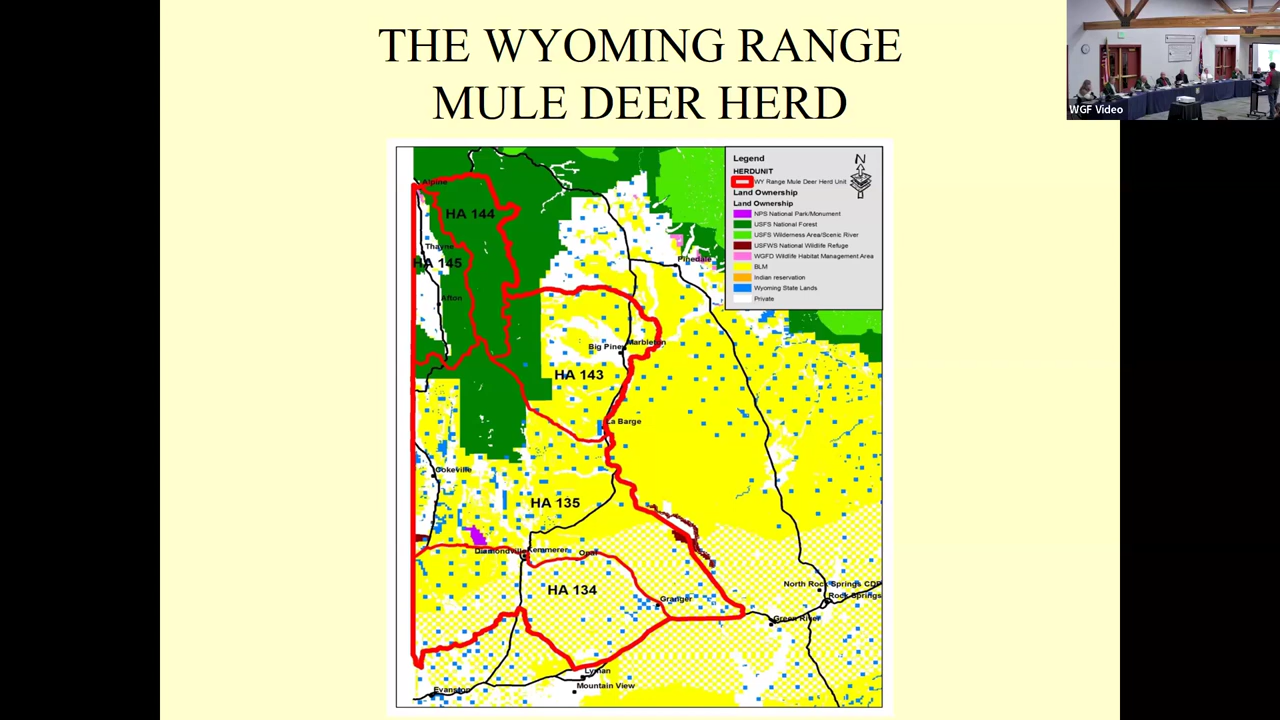 THE WYOMING RANGE
MULE DEER HERD
WGF Video
Legend
N
HERDUNIT
WY Range Mule Deer Herd Unit
Land Ownership
Land Ownership
NPS National Park/Monument
USFS National Forest
USFS Wilderness Area/Scenic River
USFWS National Wildlife Refuge
WGFD Wildlife Habitat Management Area
BLM
Indian reservation
Wyoming State Lands
Private
Alpine
HA 144
Thayne
HA 145
Pinedale
Afton
Big Piney
Marbleton
HA 143
La Barge
Cokeville
HA 135
Diamondville
Kemmerer
Opal
HA 134
Granger
North Rock Springs CDP
Rock Springs
Green River
Lyman
Mountain View
Evanston